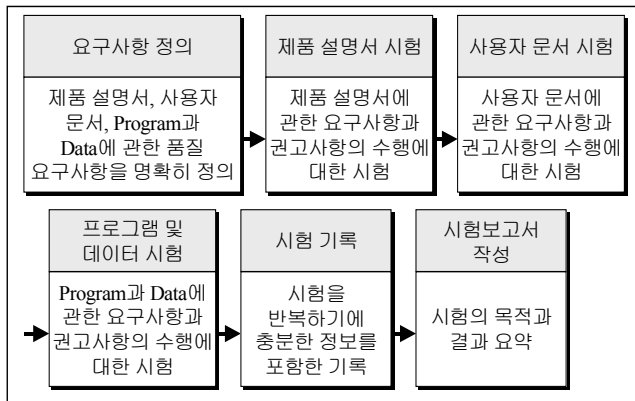 요구사항 정의
제품 설명서, 사용자
문서, Program과
Data에 관한 품질
요구사항을 명확히 정의
제품 설명서 시험
제품 설명서에
관한 요구사항과
권고사항의 수행에
대한 시험
사용자 문서 시험
사용자 문서에
관한 요구사항과
권고사항의 수행에
대한 시험
프로그램 및
데이터 시험
Program과 Data에
관한 요구사항과
권고사항의 수행에
대한 시험
시험 기록
시험을
반복하기에
충분한 정보를
포함한 기록
시험보고서
작성
시험의 목적과
결과 요약